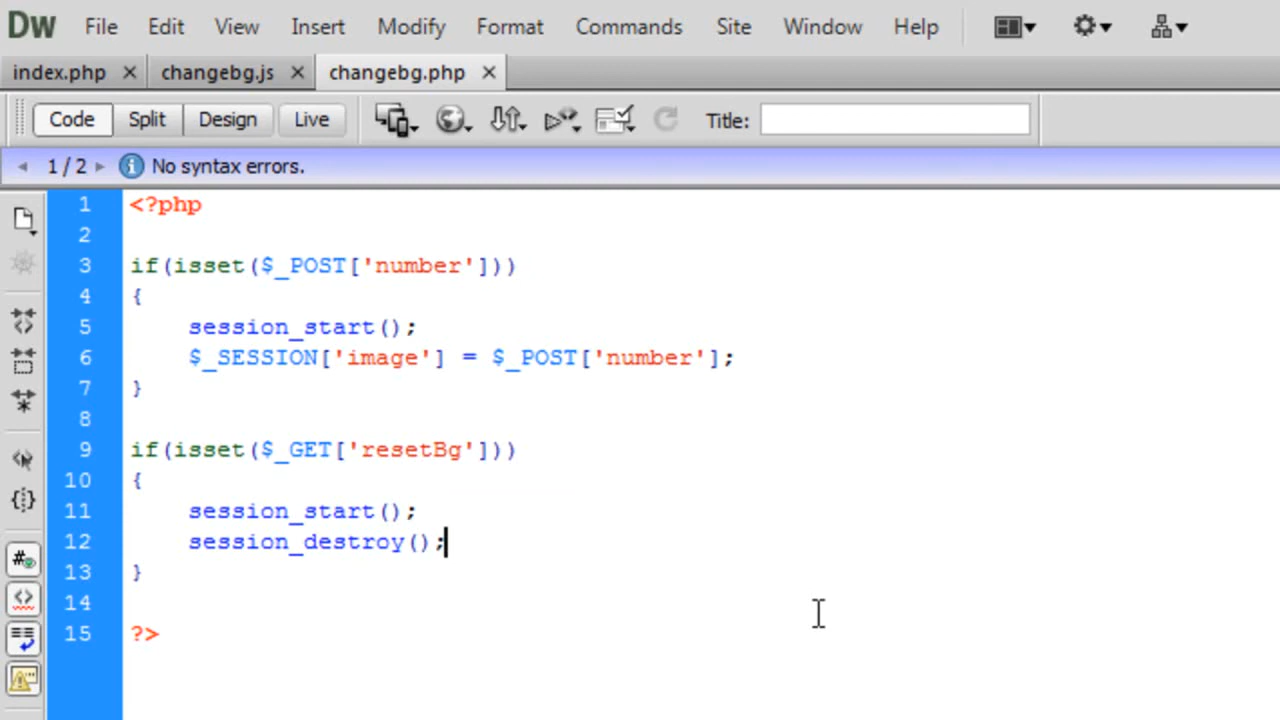 Dw File Edit View Insert Modify Format Commands Site Window Help
index.php changebg.js changebg.php
Code Split Design Live Title:
1 / 2 No syntax errors.
1 <?php
2
3 if(isset($_POST['number']))
4 {
5 session_start();
6 $_SESSION['image'] = $_POST['number'];
7 }
8
9 if(isset($_GET['resetBg']))
10 {
11 session_start();
12 session_destroy();
13 }
14
15 ?>